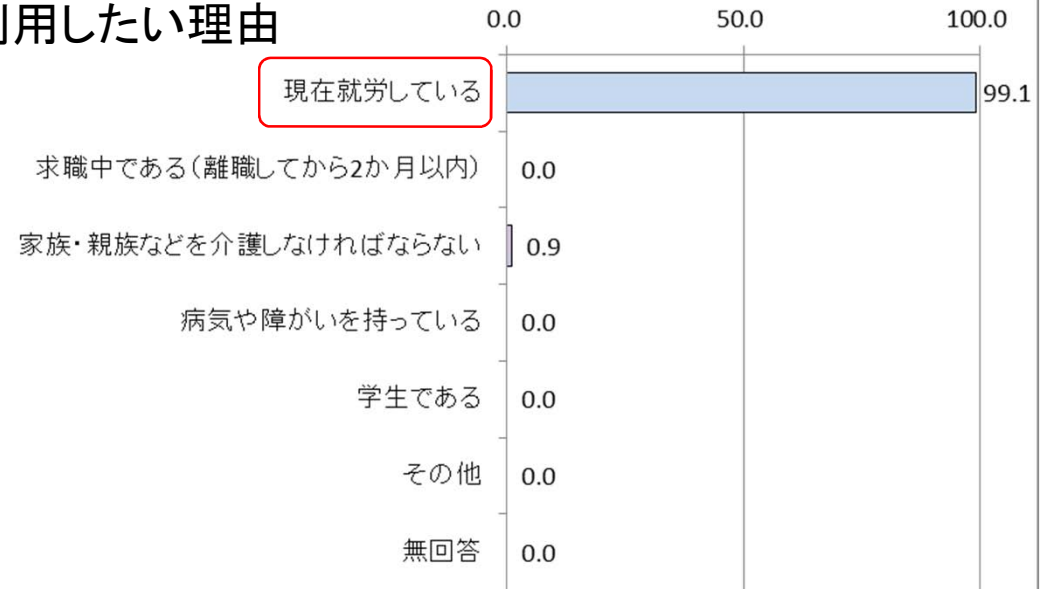 利用したい理由
0.0 50.0 100.0
現在就労している 99.1
求職中である(離職してから2か月以内) 0.0
家族・親族などを介護しなければならない 0.9
病気や障がいを持っている 0.0
学生である 0.0
その他 0.0
無回答 0.0